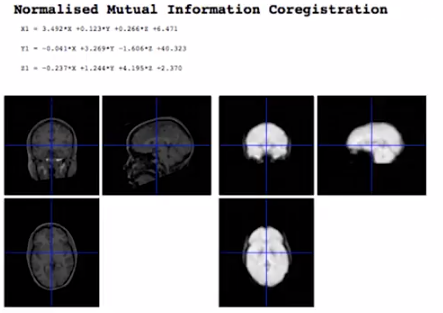 Normalised Mutual Information Coregistration
X1 = 3.492*X +0.123*Y +0.266*Z +6.471
Y1 = -0.041*X +3.269*Y -1.606*Z +40.323
Z1 = -0.237*X +1.244*Y +4.195*Z +2.370